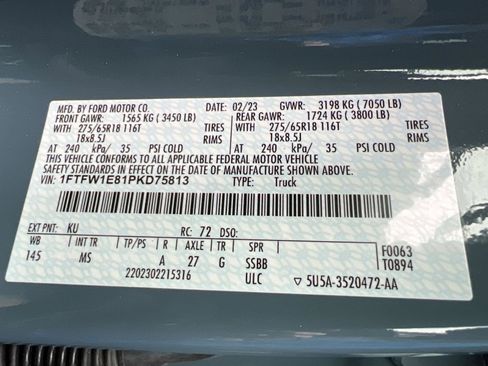 MFD. BY FORD MOTOR CO. DATE: 02/23 GVWR: 3198 KG ( 7050 LB)
FRONT GAWR: 1565 KG ( 3450 LB) REAR GAWR: 1724 KG ( 3800 LB)
WITH 275/65R18 116T TIRES WITH 275/65R18 116T TIRES
18x8.5J RIMS 18x8.5J RIMS
AT 240 kPa/ 35 PSI COLD AT 240 kPa/ 35 PSI COLD
THIS VEHICLE CONFORMS TO ALL APPLICABLE FEDERAL MOTOR VEHICLE
SAFETY STANDARDS IN EFFECT ON THE DATE OF MANUFACTURE SHOWN ABOVE.
1FTFW1E81PKD75813 TYPE: Truck
EXT PNT: KU RC: 72 DSO:
WB INT TR TP/PS R AXLE TR SPR F0063
145 MS A 27 G SSBB T0894
2202302215316 ULC ▽ 5U5A-3520472-AA